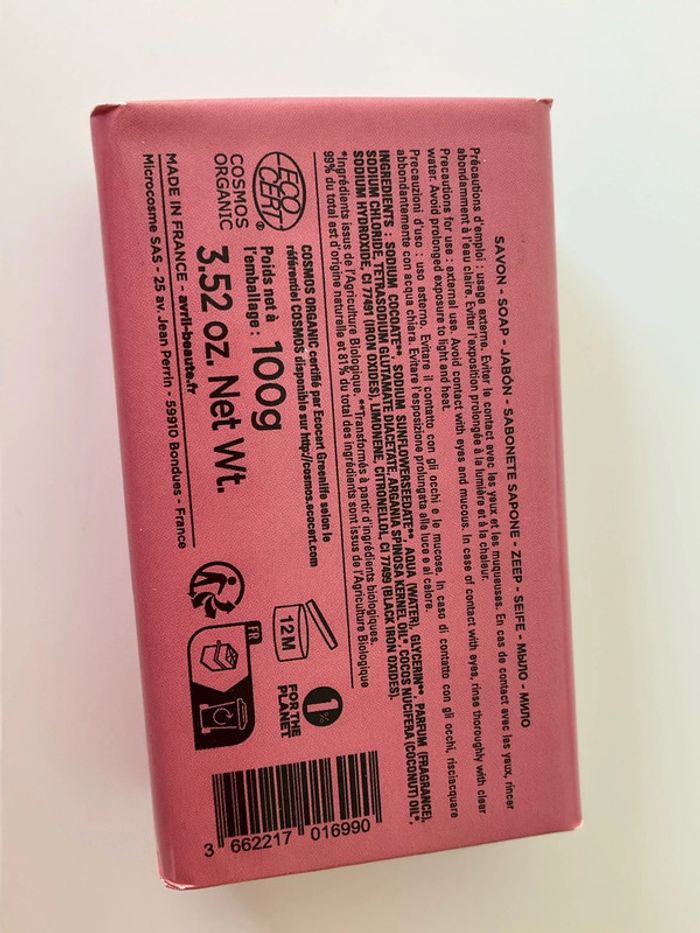 SAVON - SOAP - JABÓN - SABONETE SAPONE - ZEEP - SEIFE - МЫЛО - МИЛО
Précautions d'emploi : usage externe. Eviter le contact avec les yeux et les muqueuses. En cas de contact avec les yeux, rincer
abondamment à l'eau claire. Eviter l'exposition prolongée à la lumière et à la chaleur.
Precautions for use : external use. Avoid contact with eyes and mucous. In case of contact with eyes, rinse thoroughly with clear
water. Avoid prolonged exposure to light and heat.
Precauzioni d'uso : uso esterno. Evitare il contatto con gli occhi e le mucose. In caso di contatto con gli occhi, risciacquare
abbondantemente con acqua chiara. Evitare l'esposizione prolungata alla luce e al calore.
INGREDIENTS : SODIUM COCOATE**, SODIUM SUNFLOWERSEEDATE**, AQUA (WATER), GLYCERIN**, PARFUM (FRAGRANCE),
SODIUM CHLORIDE, TETRASODIUM GLUTAMATE DIACETATE, ARGANIA SPINOSA KERNEL OIL*, COCOS NUCIFERA (COCONUT) OIL*,
SODIUM HYDROXIDE, CI 77491 (IRON OXIDES), LIMONENE, CITRONELLOL, CI 77499 (BLACK IRON OXIDES).
*Ingrédients issus de l'Agriculture Biologique. **Transformés à partir d'ingrédients biologiques.
99% du total est d'origine naturelle et 81% du total des ingrédients sont issus de l'Agriculture Biologique
ECO
CERT®
COSMOS
ORGANIC
COSMOS ORGANIC certifié par Ecocert Greenlife selon le
référentiel COSMOS disponible sur http://cosmos.ecocert.com
Poids net à
l'emballage : 100g
3.52 oz. Net Wt.
MADE IN FRANCE - avril-beaute.fr
Microcosme SAS - 25 av. Jean Perrin - 59910 Bondues - France
12M
1%
FOR THE
PLANET
FR
3 662217 016990